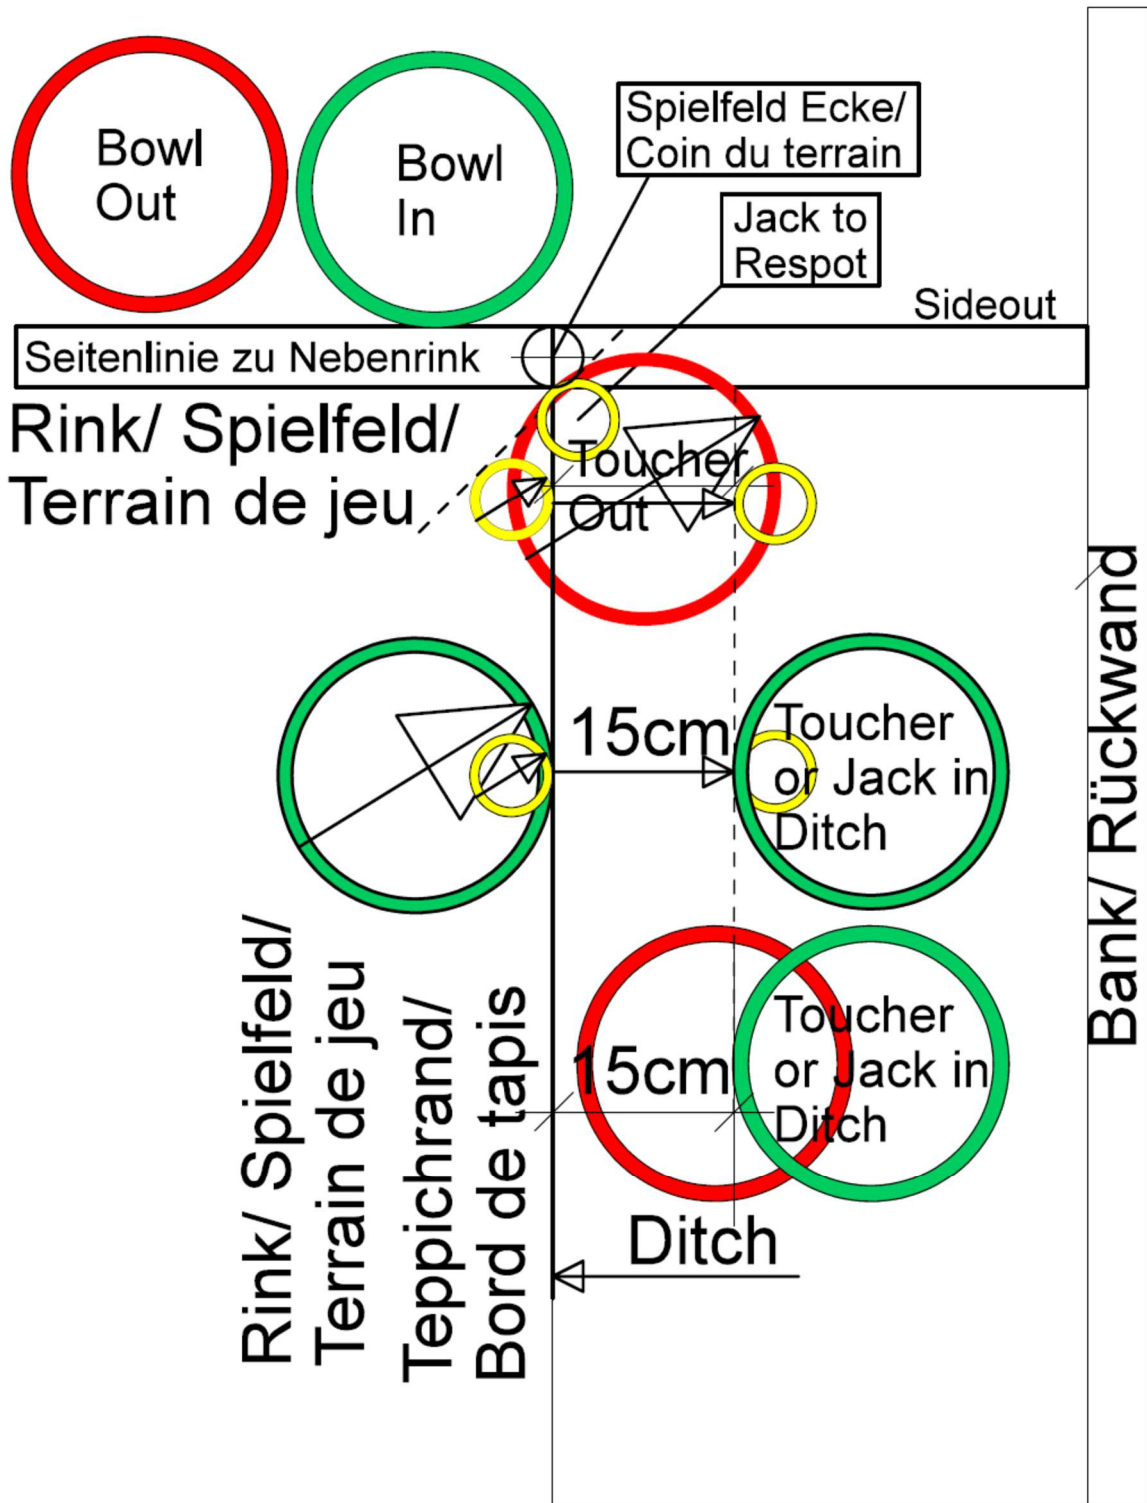 Bowl
Out
Bowl
In
Spielfeld Ecke/
Coin du terrain
Jack to
Respot
Sideout
Seitenlinie zu Nebenrink
Rink/ Spielfeld/
Terrain de jeu
Toucher
Out
15cm
Toucher
or Jack in
Ditch
Bank/ Rückwand
15cm
Toucher
or Jack in
Ditch
Rink/ Spielfeld/
Terrain de jeu
Teppichrand/
Bord de tapis
Ditch